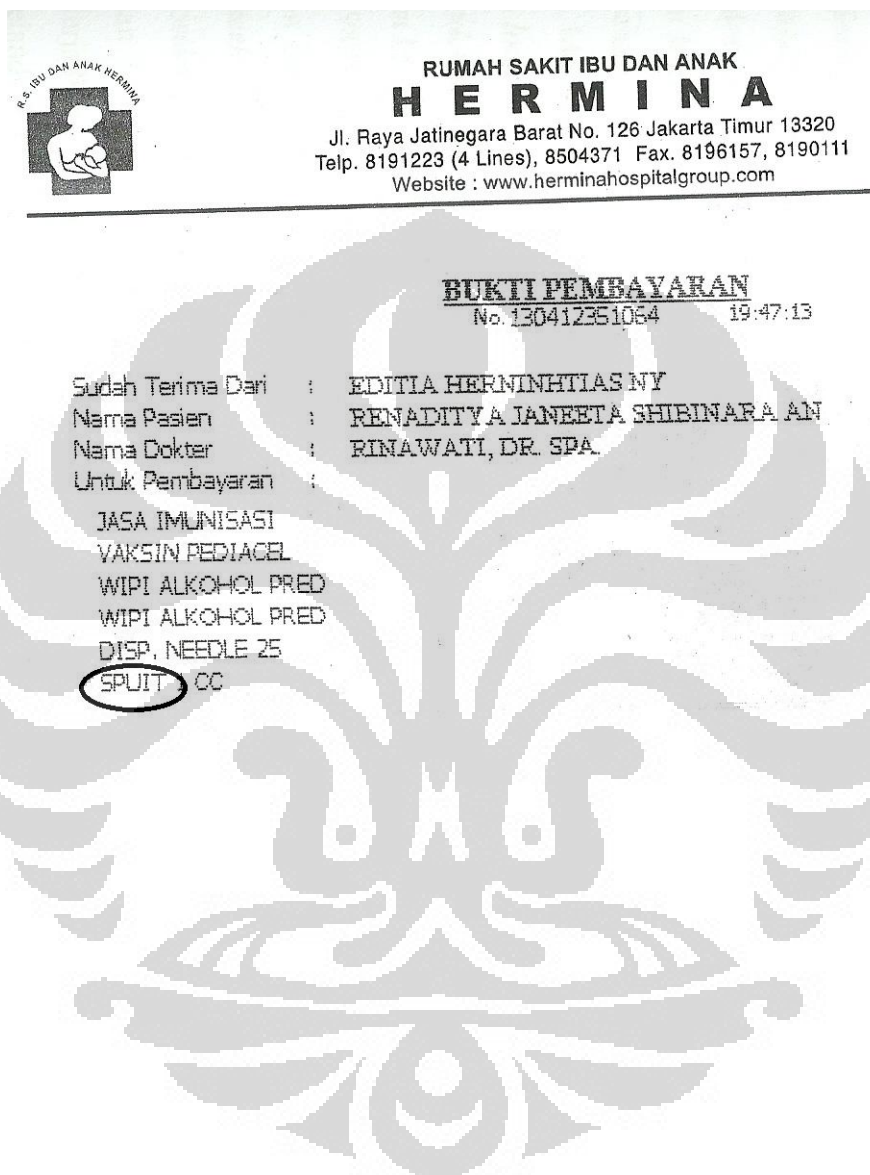 R.S. IBU DAN ANAK HERMINA
RUMAH SAKIT IBU DAN ANAK
HERMINA
Jl. Raya Jatinegara Barat No. 126 Jakarta Timur 13320
Telp. 8191223 (4 Lines), 8504371 Fax. 8196157, 8190111
Website : www.herminahospitalgroup.com
BUKTI PEMBAYARAN
No. 130412351064 19:47:13
Sudah Terima Dari : EDITIA HERNINHTIAS NY
Nama Pasien : RENADITYA JANEETA SHIBINARA AN
Nama Dokter : RINAWATI, DR. SPA.
Untuk Pembayaran :
JASA IMUNISASI
VAKSIN PEDIACEL
WIPI ALKOHOL PRED
WIPI ALKOHOL PRED
DISP. NEEDLE 25
SPUIT 1 CC